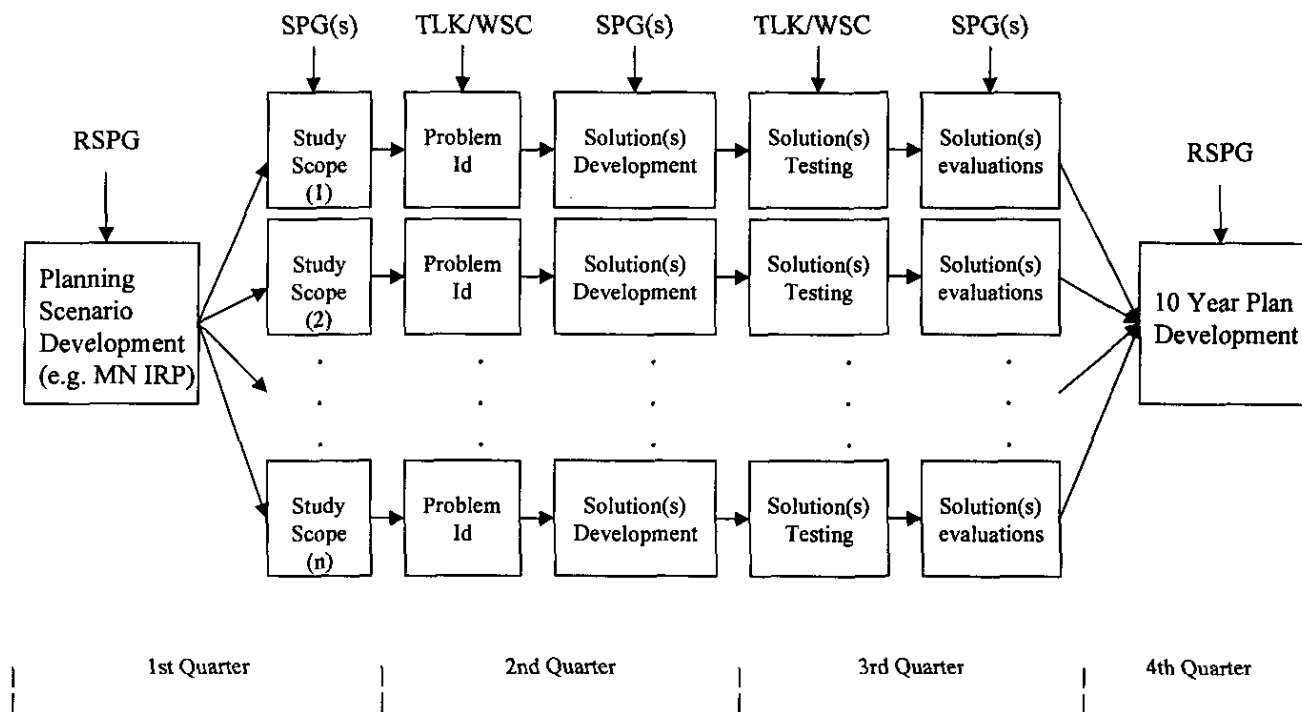 SPG(s) TLK/WSC SPG(s) TLK/WSC SPG(s)
RSPG
Planning
Scenario
Development
(e.g. MN IRP)
Study
Scope
(1)
Problem
Id
Solution(s)
Development
Solution(s)
Testing
Solution(s)
evaluations
Study
Scope
(2)
Problem
Id
Solution(s)
Development
Solution(s)
Testing
Solution(s)
evaluations
Study
Scope
(n)
Problem
Id
Solution(s)
Development
Solution(s)
Testing
Solution(s)
evaluations
RSPG
10 Year Plan
Development
1st Quarter 2nd Quarter 3rd Quarter 4th Quarter